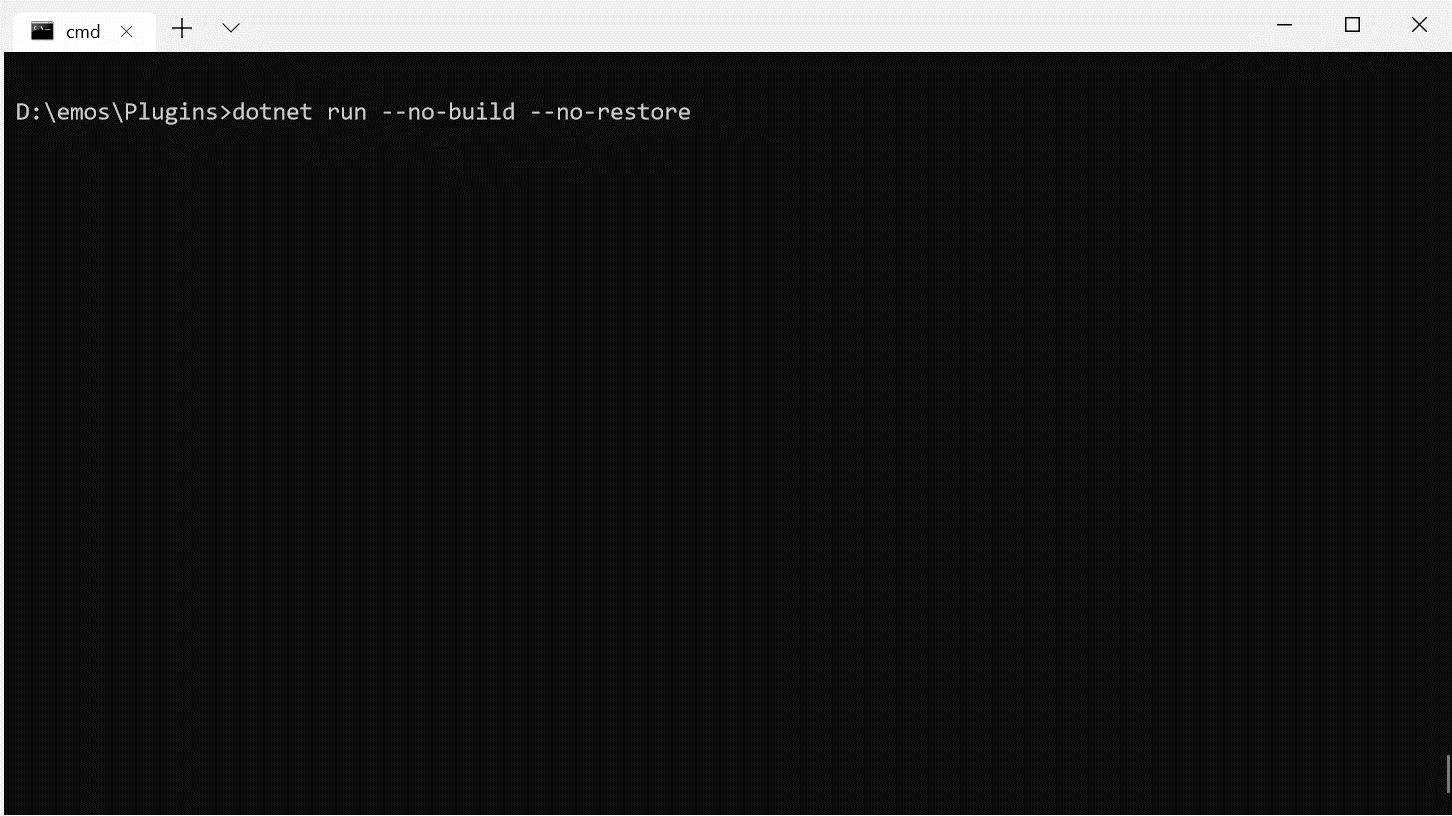 cmd
D:\emos\Plugins>dotnet run --no-build --no-restore